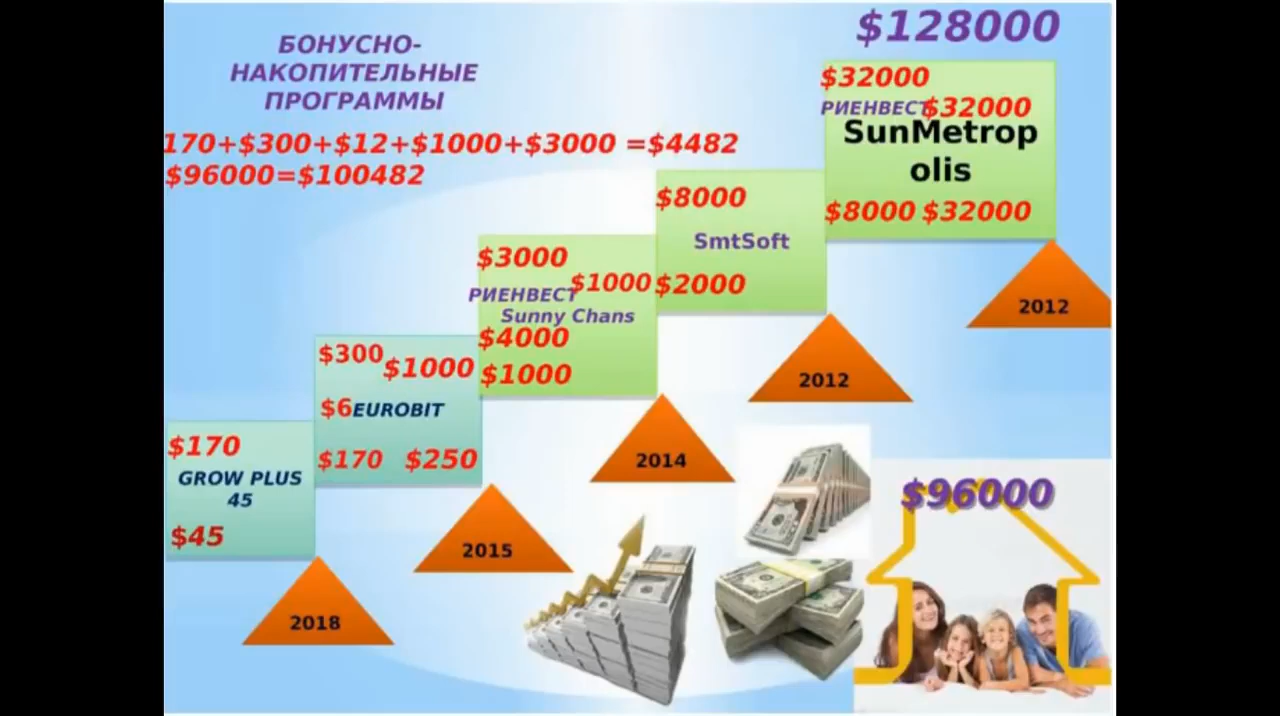 $128000
БОНУСНО-
НАКОПИТЕЛЬНЫЕ
ПРОГРАММЫ
170+$300+$12+$1000+$3000 =$4482
$96000=$100482
$32000
РИЕНВЕСТ $32000
SunMetrop
olis
$8000 $32000
2012
$8000
SmtSoft
$2000
2012
$3000
$1000
РИЕНВЕСТ
Sunny Chans
$4000
$1000
2014
$300 $1000
$6 EUROBIT
$170 $250
2015
$170
GROW PLUS
45
$45
2018
$96000